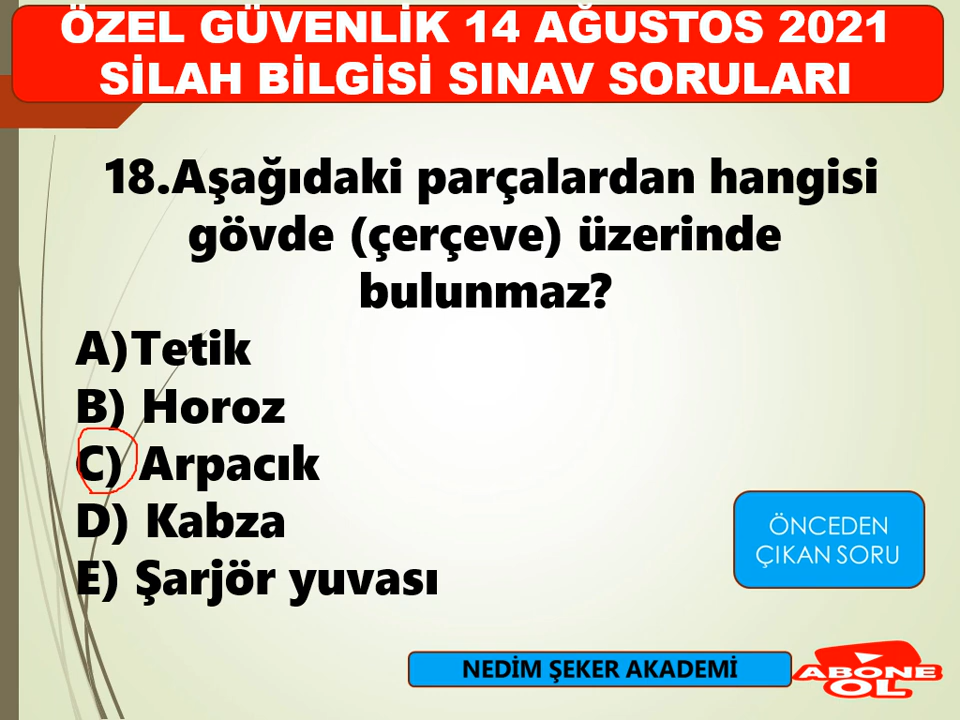 ÖZEL GÜVENLİK 14 AĞUSTOS 2021
SİLAH BİLGİSİ SINAV SORULARI
18.Aşağıdaki parçalardan hangisi
gövde (çerçeve) üzerinde
bulunmaz?
A)Tetik
B) Horoz
C) Arpacık
D) Kabza
E) Şarjör yuvası
ÖNCEDEN
ÇIKAN SORU
NEDİM ŞEKER AKADEMİ
ABONE
OL